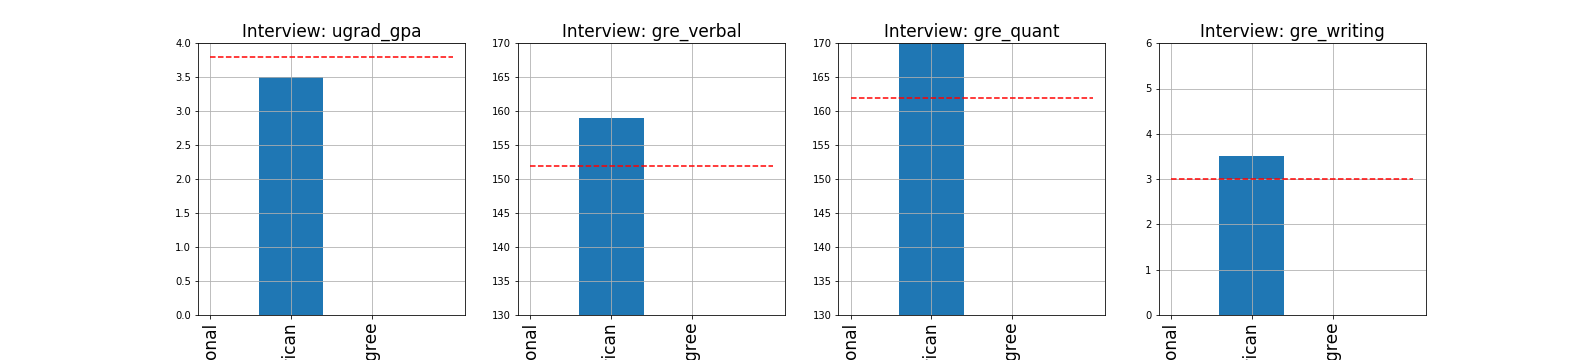 Interview: ugrad_gpa
4.0
3.5
3.0
2.5
2.0
1.5
1.0
0.5
0.0
onal
ican
gree
Interview: gre_verbal
170
165
160
155
150
145
140
135
130
onal
ican
gree
Interview: gre_quant
170
165
160
155
150
145
140
135
130
onal
ican
gree
Interview: gre_writing
6
5
4
3
2
1
0
onal
ican
gree